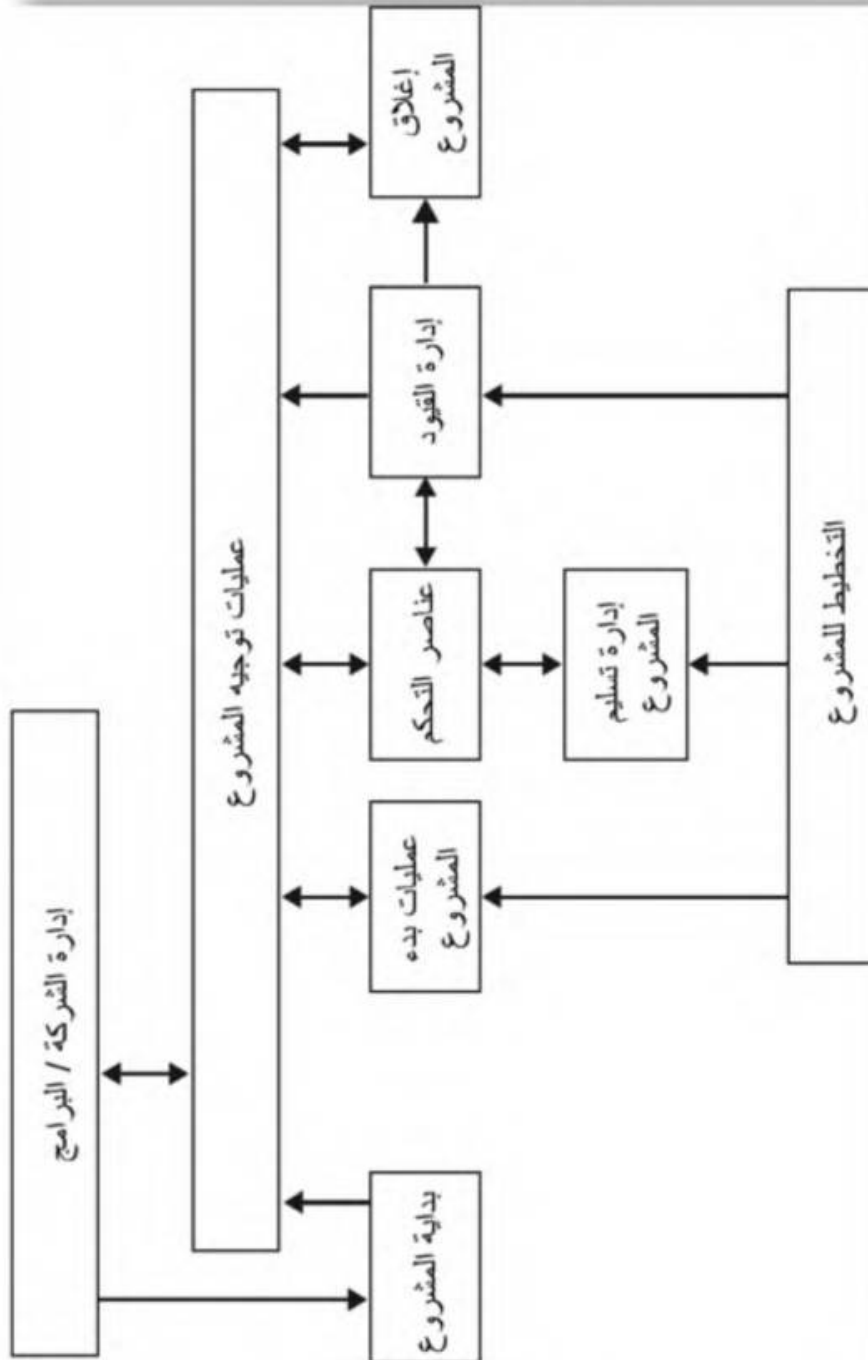 إدارة الشركة / البرامج
عمليات توجيه المشروع
بداية المشروع
عمليات بدء
المشروع
عناصر التحكم
إدارة القيود
إغلاق
المشروع
إدارة تسليم
المشروع
التخطيط للمشروع